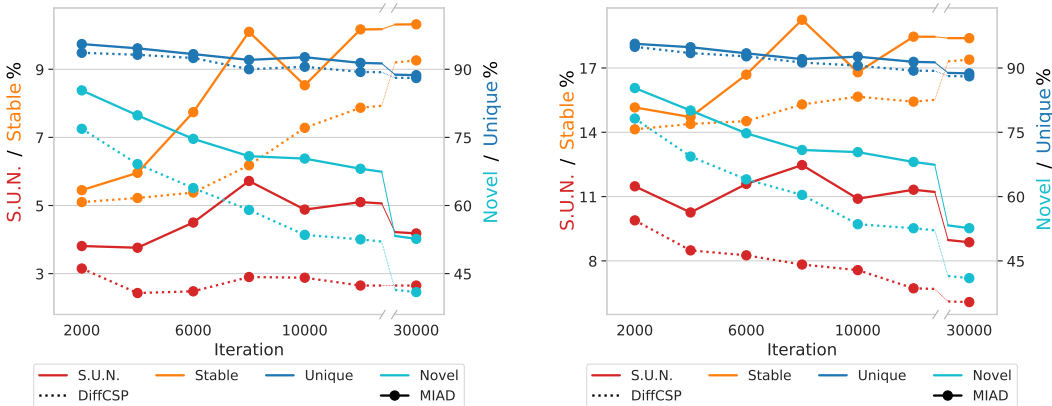 S.U.N. / Stable %
9
7
5
3
90
75
60
45
Novel / Unique %
2000 6000 10000 30000
Iteration
S.U.N. Stable Unique Novel
DiffCSP MIAD
S.U.N. / Stable %
17
14
11
8
90
75
60
45
Novel / Unique %
2000 6000 10000 30000
Iteration
S.U.N. Stable Unique Novel
DiffCSP MIAD